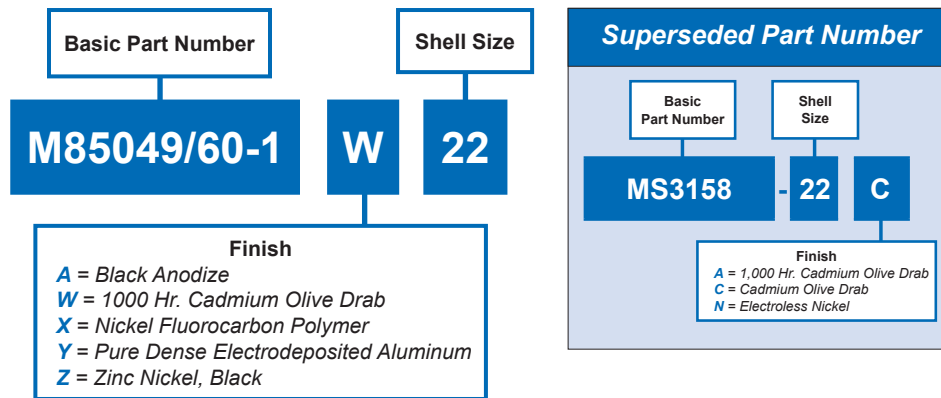 Basic Part Number
Shell Size
M85049/60-1 W 22
Finish
A = Black Anodize
W = 1000 Hr. Cadmium Olive Drab
X = Nickel Fluorocarbon Polymer
Y = Pure Dense Electrodeposited Aluminum
Z = Zinc Nickel, Black
Superseded Part Number
Basic
Part Number
Shell
Size
MS3158 - 22 C
Finish
A = 1,000 Hr. Cadmium Olive Drab
C = Cadmium Olive Drab
N = Electroless Nickel